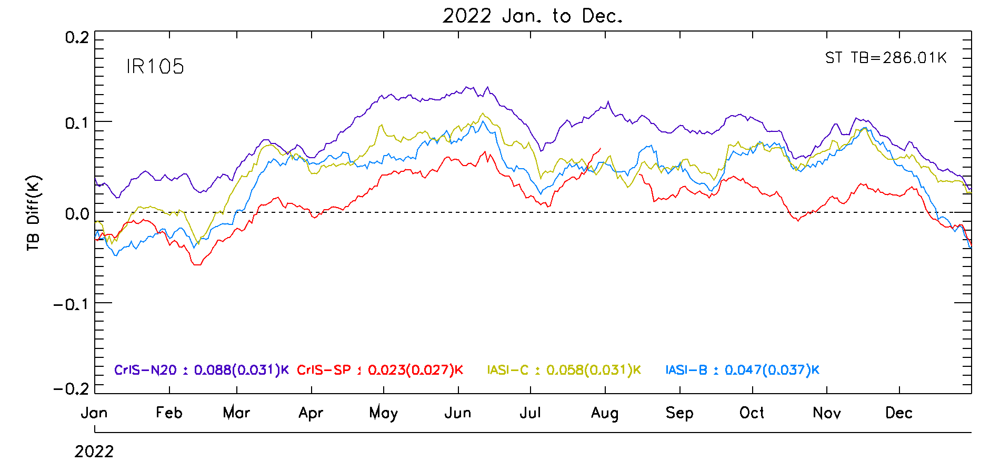 2022 Jan. to Dec.
0.2
IR105
ST TB=286.01K
0.1
0.0
TB Diff(K)
-0.1
CrIS-N20 : 0.088(0.031)K CrIS-SP : 0.023(0.027)K IASI-C : 0.058(0.031)K IASI-B : 0.047(0.037)K
-0.2
Jan Feb Mar Apr May Jun Jul Aug Sep Oct Nov Dec
2022